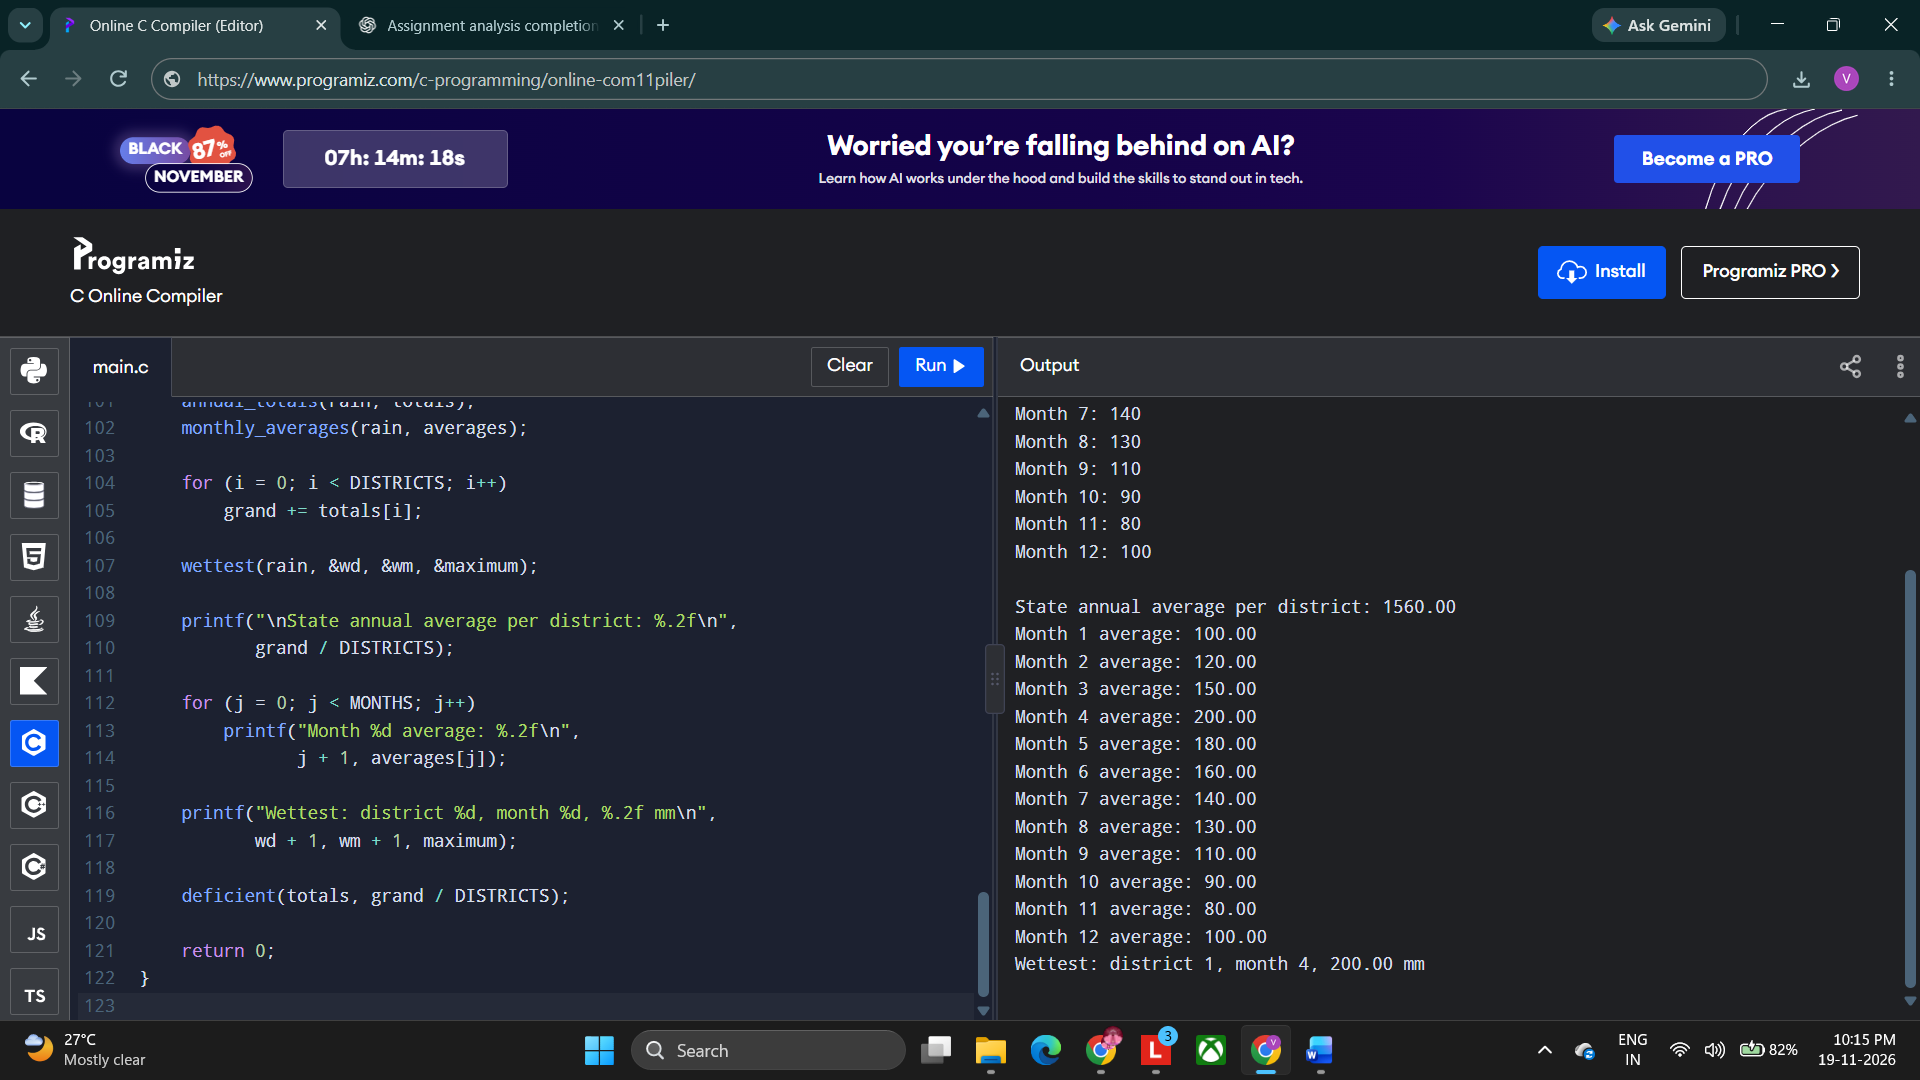 Online C Compiler (Editor)
Assignment analysis completion
Ask Gemini
https://www.programiz.com/c-programming/online-com11piler/
V
BLACK 87% OFF
NOVEMBER
07h: 14m: 18s
Worried you’re falling behind on AI?
Learn how AI works under the hood and build the skills to stand out in tech.
Become a PRO
Programiz
C Online Compiler
Install
Programiz PRO
main.c
Clear
Run
Output
101 annual_totals(rain, totals);
102 monthly_averages(rain, averages);
103
104 for (i = 0; i < DISTRICTS; i++)
105 grand += totals[i];
106
107 wettest(rain, &wd, &wm, &maximum);
108
109 printf("\nState annual average per district: %.2f\n",
110 grand / DISTRICTS);
111
112 for (j = 0; j < MONTHS; j++)
113 printf("Month %d average: %.2f\n",
114 j + 1, averages[j]);
115
116 printf("Wettest: district %d, month %d, %.2f mm\n",
117 wd + 1, wm + 1, maximum);
118
119 deficient(totals, grand / DISTRICTS);
120
121 return 0;
122 }
123
Month 7: 140
Month 8: 130
Month 9: 110
Month 10: 90
Month 11: 80
Month 12: 100
State annual average per district: 1560.00
Month 1 average: 100.00
Month 2 average: 120.00
Month 3 average: 150.00
Month 4 average: 200.00
Month 5 average: 180.00
Month 6 average: 160.00
Month 7 average: 140.00
Month 8 average: 130.00
Month 9 average: 110.00
Month 10 average: 90.00
Month 11 average: 80.00
Month 12 average: 100.00
Wettest: district 1, month 4, 200.00 mm
JS
TS
27°C
Mostly clear
Search
3
ENG
IN
82%
10:15 PM
19-11-2026